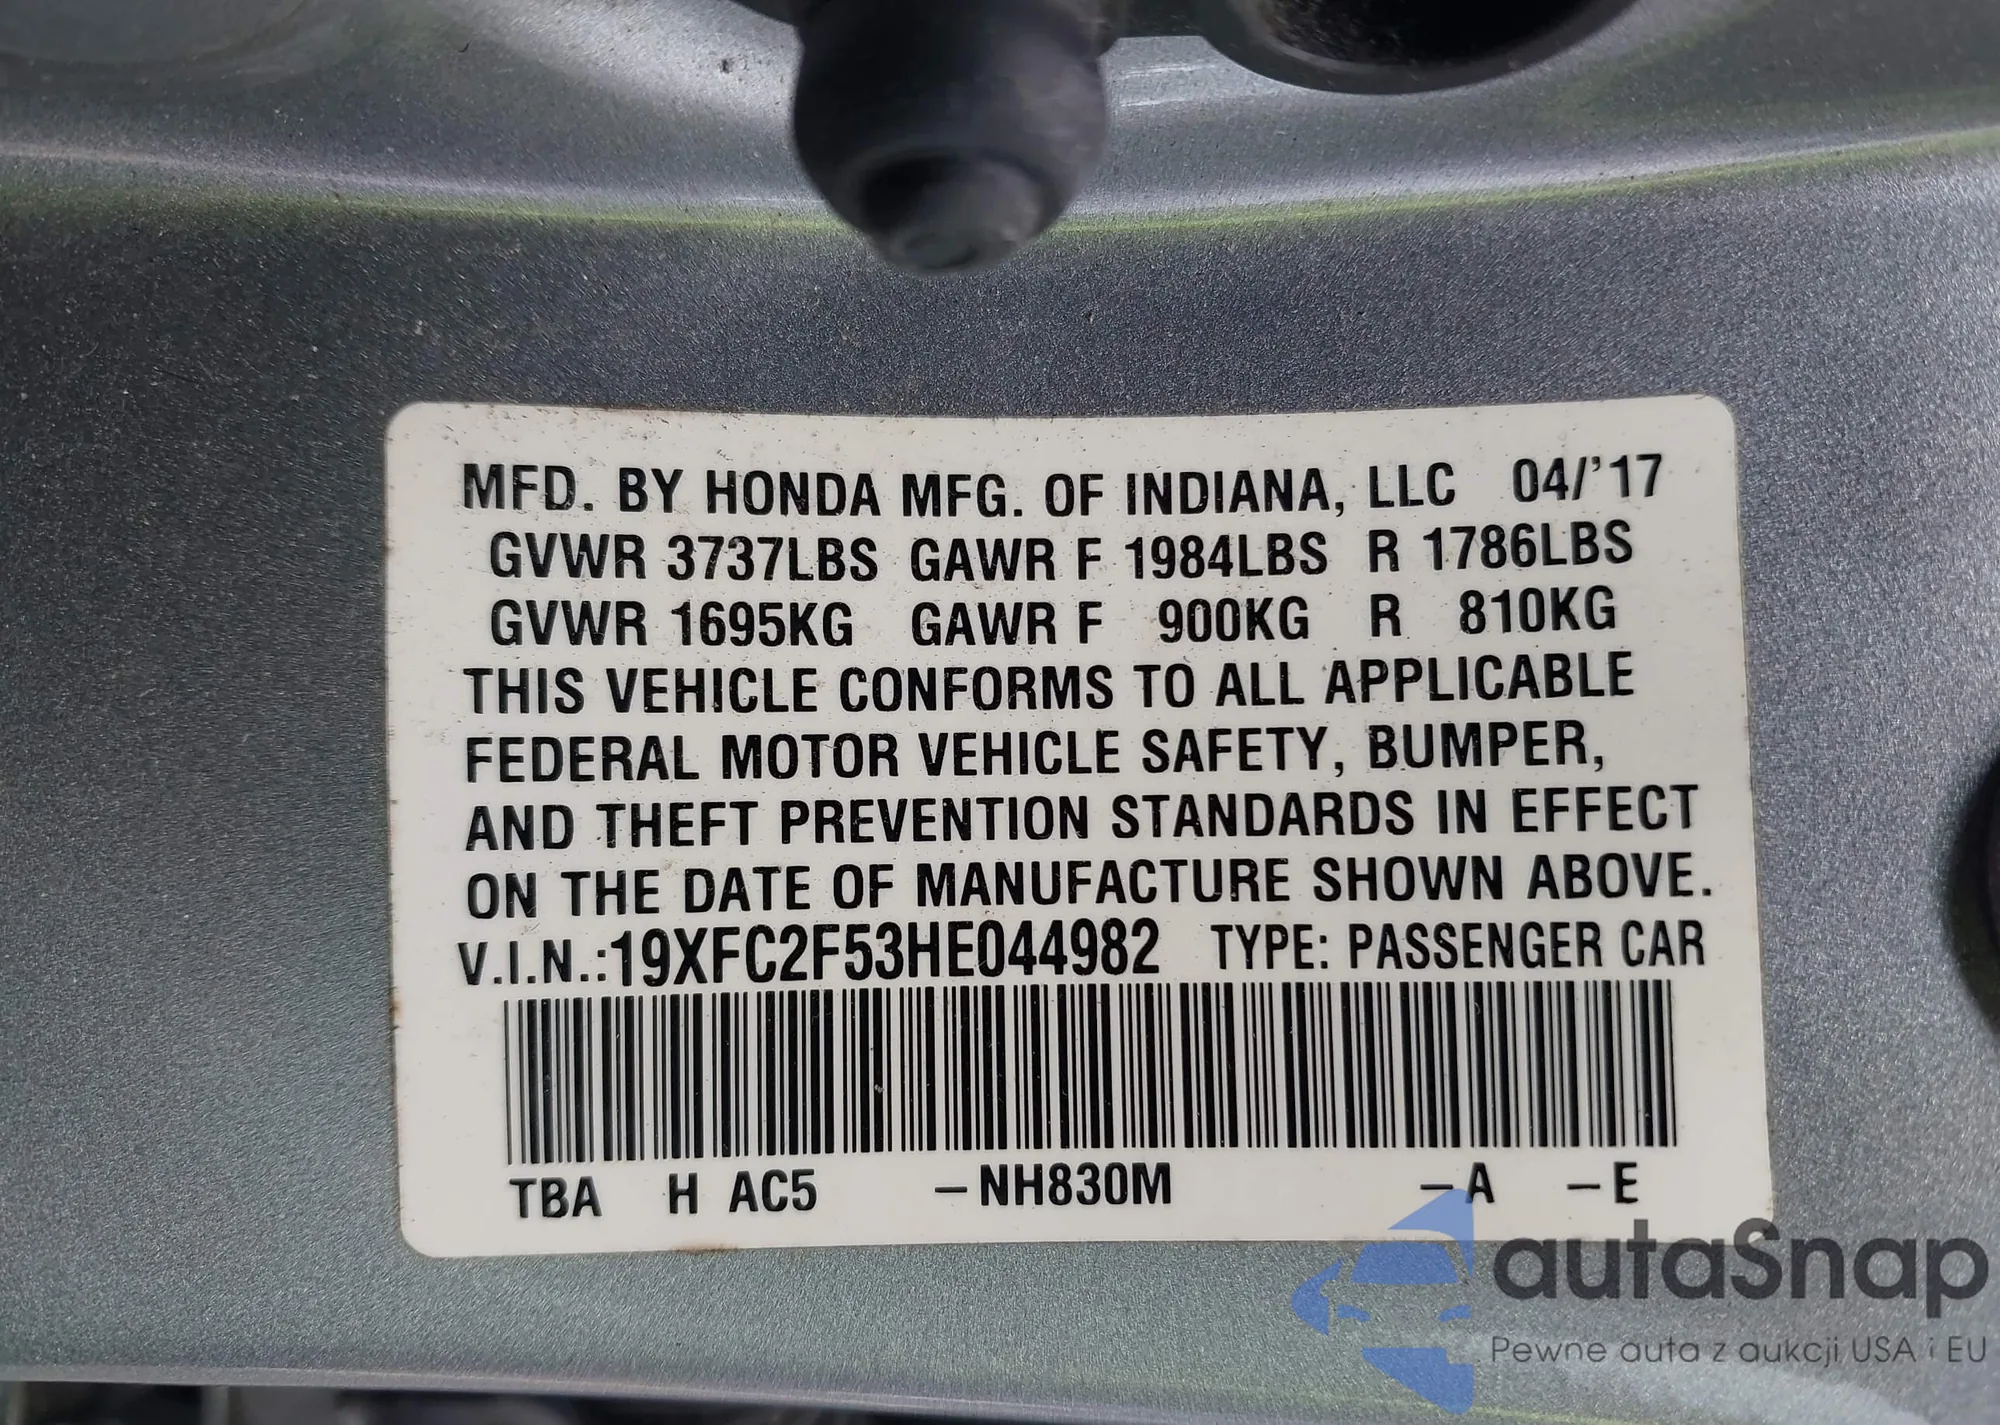 MFD. BY HONDA MFG. OF INDIANA, LLC 04/'17
GVWR 3737LBS GAWR F 1984LBS R 1786LBS
GVWR 1695KG GAWR F 900KG R 810KG
THIS VEHICLE CONFORMS TO ALL APPLICABLE
FEDERAL MOTOR VEHICLE SAFETY, BUMPER,
AND THEFT PREVENTION STANDARDS IN EFFECT
ON THE DATE OF MANUFACTURE SHOWN ABOVE.
V.I.N.:19XFC2F53HE044982 TYPE: PASSENGER CAR
TBA H AC5 –NH830M –A –E
autaSnap
Pewne auta z aukcji USA i EU